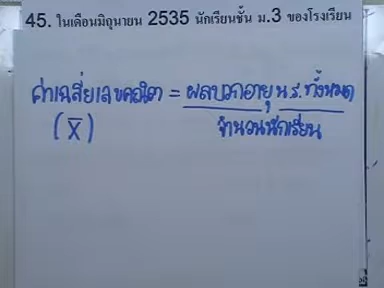 45. ในเดือนมิถุนายน 2535 นักเรียนชั้น ม.3 ของโรงเรียน
ค่าเฉลี่ยเลขคณิต = ผลบวกอายุ น.ร. ทั้งหมด
(x̄) จำนวนนักเรียน